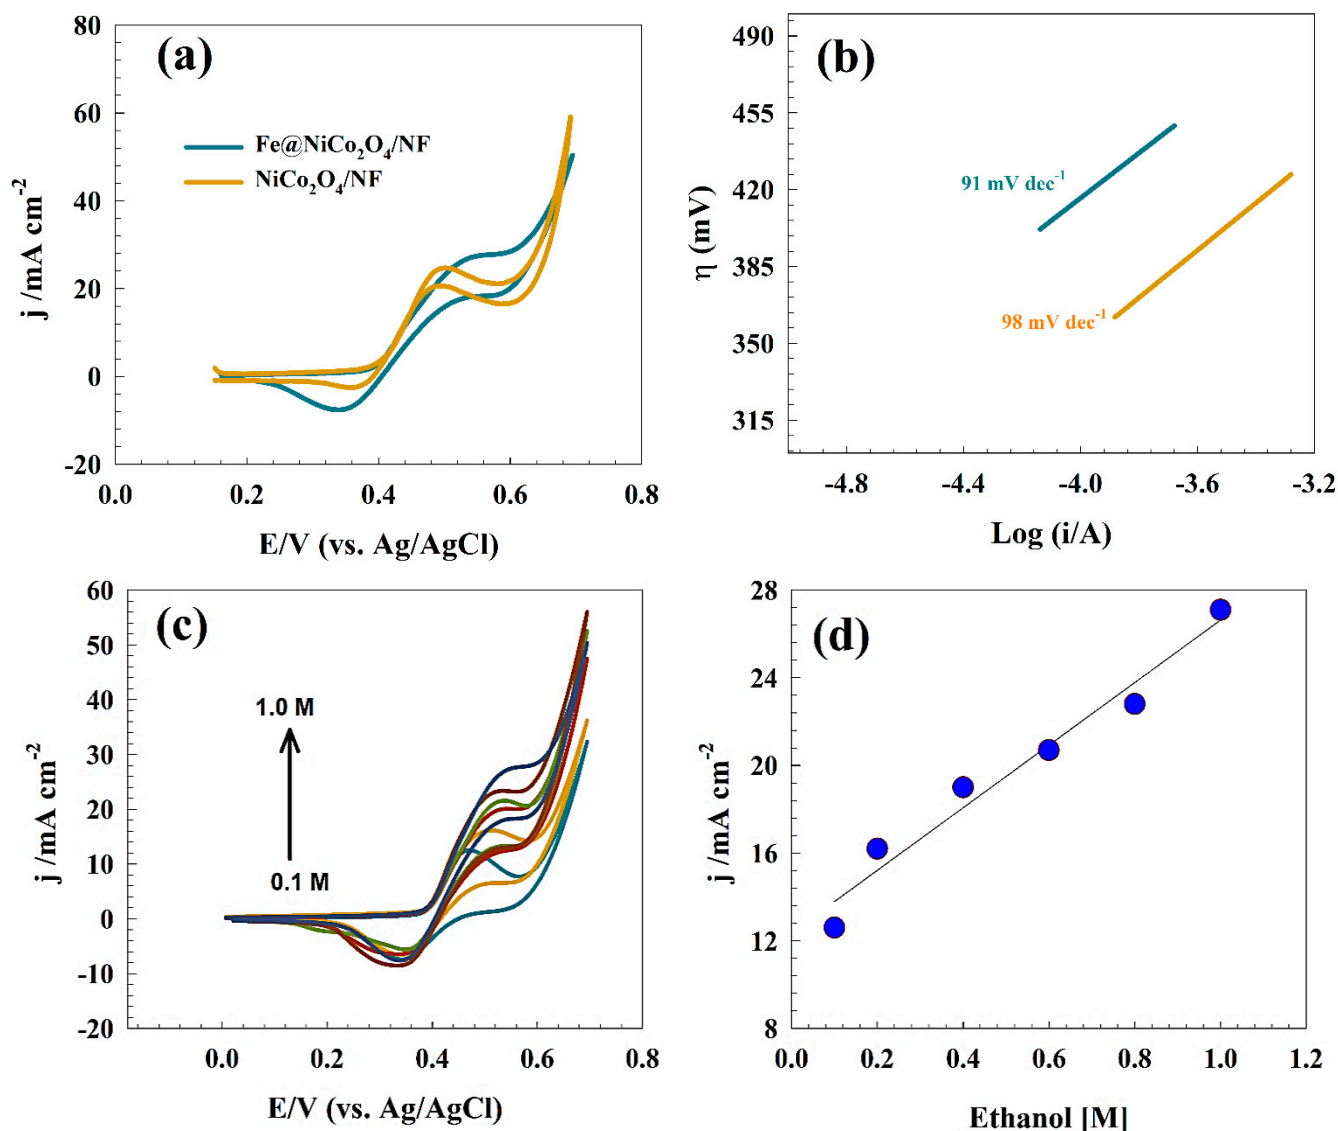 (a)
80
60
40
20
0
-20
j /mA cm⁻²
Fe@NiCo₂O₄/NF
NiCo₂O₄/NF
0.0 0.2 0.4 0.6 0.8
E/V (vs. Ag/AgCl)
(b)
490
455
420
385
350
315
η (mV)
91 mV dec⁻¹
98 mV dec⁻¹
-4.8 -4.4 -4.0 -3.6 -3.2
Log (i/A)
(c)
60
50
40
30
20
10
0
-10
-20
j /mA cm⁻²
1.0 M
0.1 M
0.0 0.2 0.4 0.6 0.8
E/V (vs. Ag/AgCl)
(d)
28
24
20
16
12
8
j /mA cm⁻²
0.0 0.2 0.4 0.6 0.8 1.0 1.2
Ethanol [M]